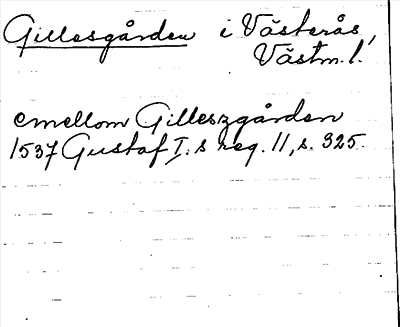 Gillesgården i Västerås,
Västm.l.
emellom Gilleszgården
1537 Gustaf I:s reg. 11, s. 325.